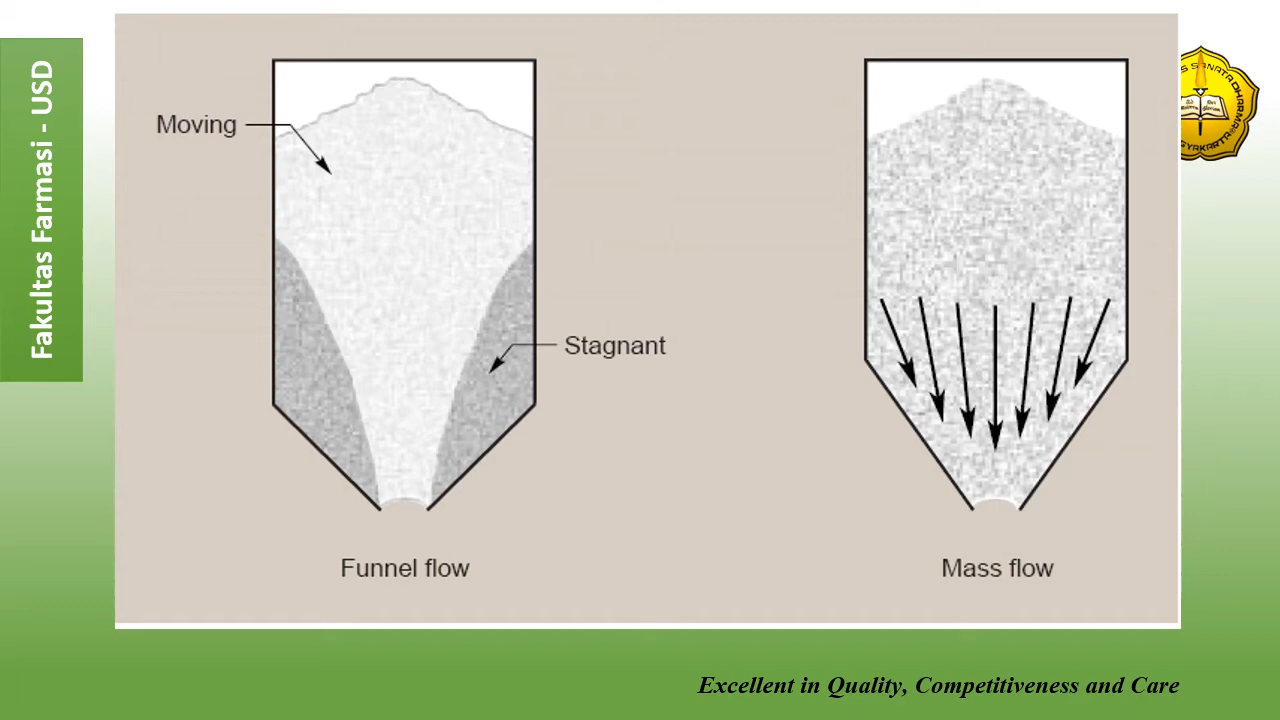 Fakultas Farmasi - USD
Moving
Stagnant
Funnel flow
Mass flow
Excellent in Quality, Competitiveness and Care